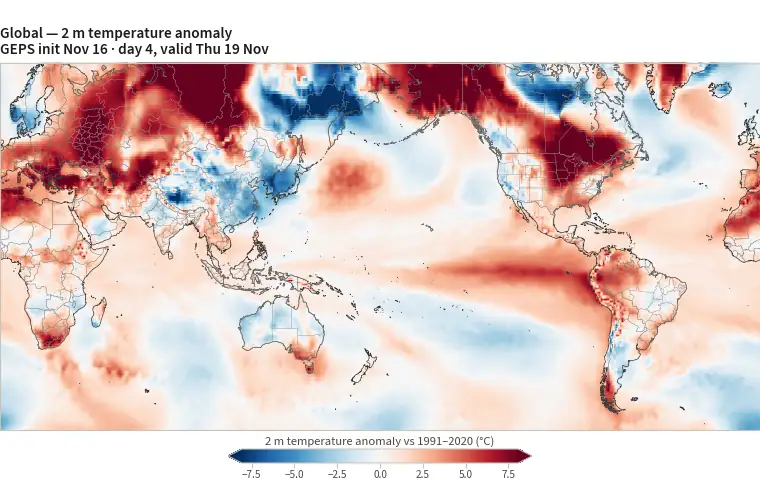 Global — 2 m temperature anomaly
GEPS init Nov 16 · day 4, valid Thu 19 Nov
2 m temperature anomaly vs 1991–2020 (°C)
−7.5 −5.0 −2.5 0.0 2.5 5.0 7.5